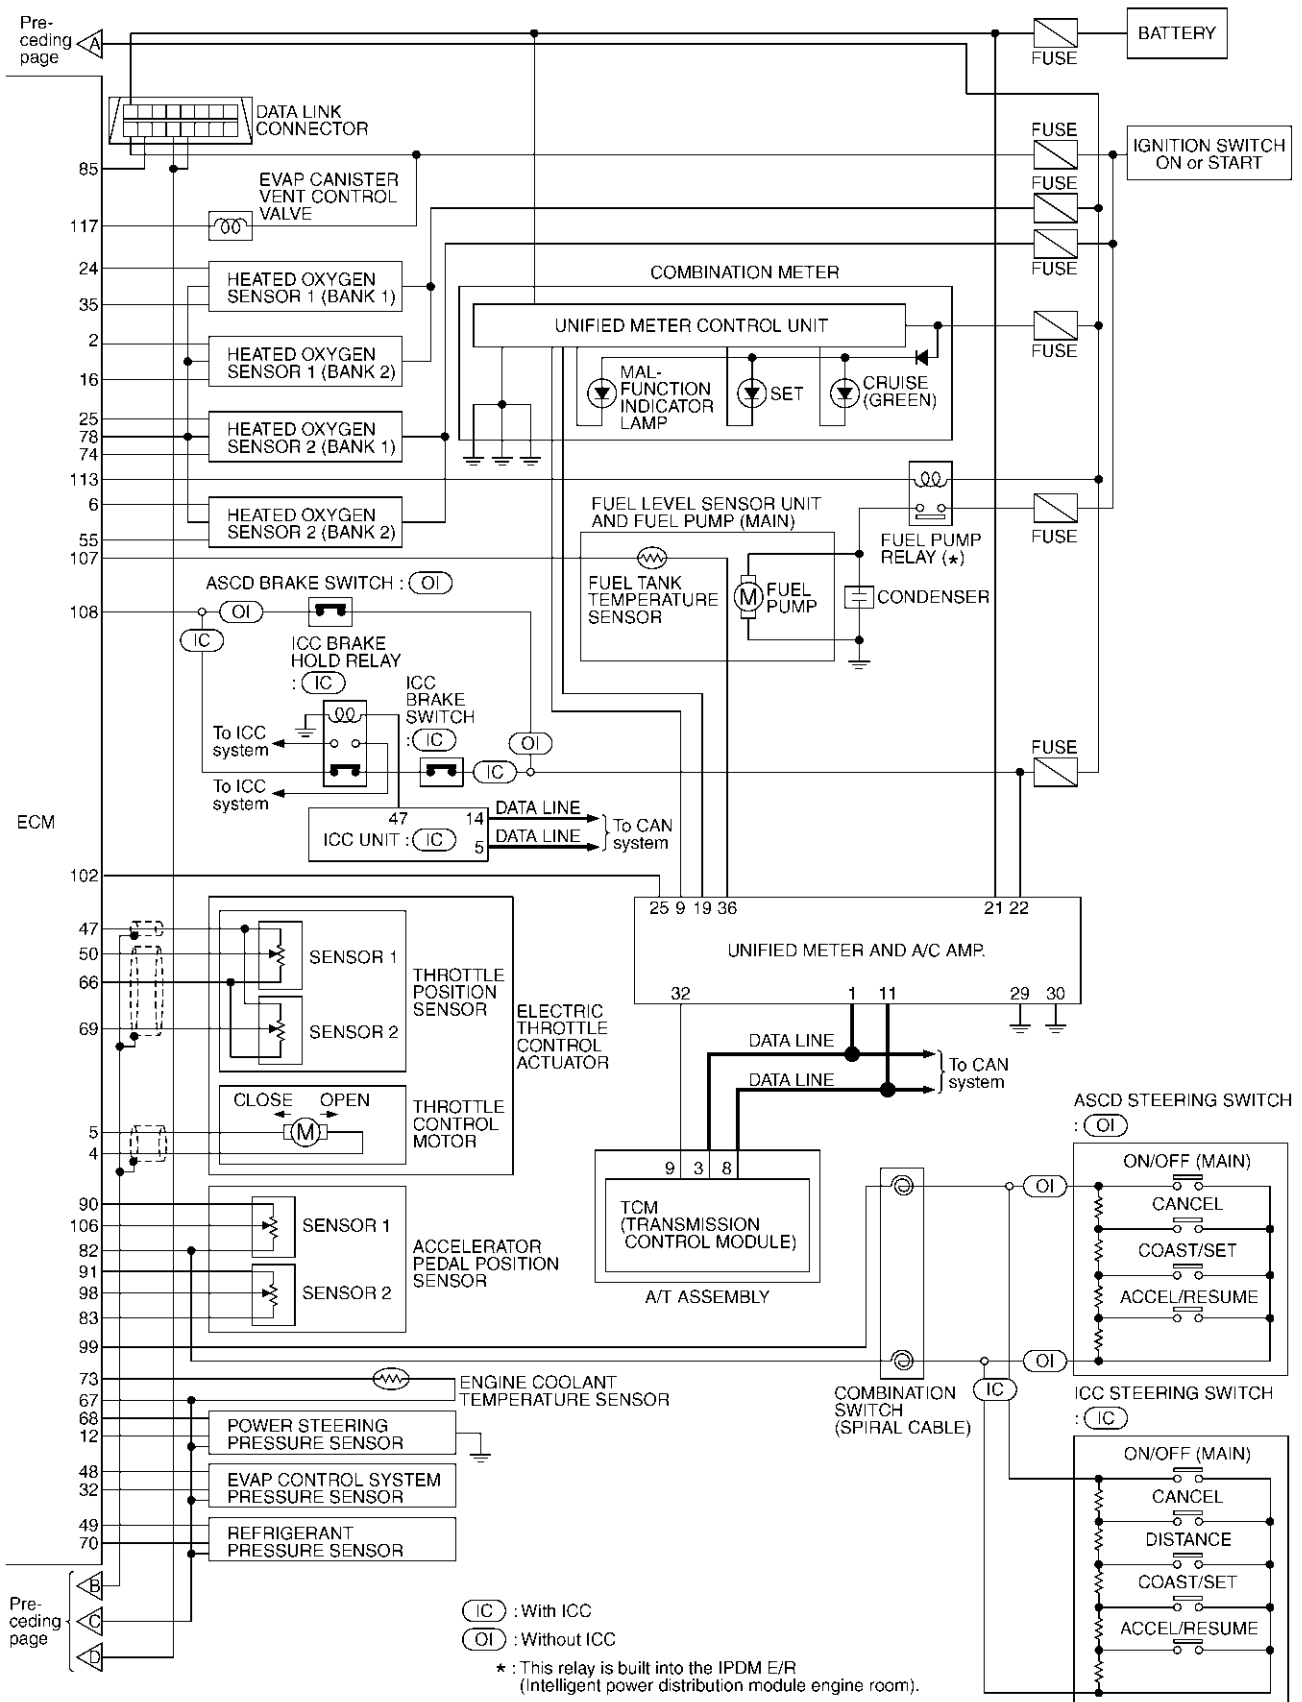 Pre-
ceding
page
A
BATTERY
FUSE
DATA LINK
CONNECTOR
FUSE
IGNITION SWITCH
ON or START
85
EVAP CANISTER
VENT CONTROL
VALVE
FUSE
117
FUSE
24
HEATED OXYGEN
SENSOR 1 (BANK 1)
35
COMBINATION METER
UNIFIED METER CONTROL UNIT
FUSE
2
HEATED OXYGEN
SENSOR 1 (BANK 2)
16
MAL-
FUNCTION
INDICATOR
LAMP
SET
CRUISE
(GREEN)
25
78
74
HEATED OXYGEN
SENSOR 2 (BANK 1)
113
6
HEATED OXYGEN
SENSOR 2 (BANK 2)
55
107
FUEL LEVEL SENSOR UNIT
AND FUEL PUMP (MAIN)
FUEL PUMP
RELAY (*)
FUSE
FUEL TANK
TEMPERATURE
SENSOR
M
FUEL
PUMP
CONDENSER
ASCD BRAKE SWITCH : OI
108
OI
IC
ICC BRAKE
HOLD RELAY
: IC
ICC
BRAKE
SWITCH
: IC
To ICC
system
OI
IC
To ICC
system
FUSE
47
14
5
ICC UNIT : IC
DATA LINE
DATA LINE
To CAN
system
ECM
102
25 9 19 36
21 22
UNIFIED METER AND A/C AMP.
32
1
11
29 30
47
50
66
69
SENSOR 1
SENSOR 2
THROTTLE
POSITION
SENSOR
ELECTRIC
THROTTLE
CONTROL
ACTUATOR
CLOSE OPEN
M
THROTTLE
CONTROL
MOTOR
5
4
DATA LINE
DATA LINE
To CAN
system
9 3 8
TCM
(TRANSMISSION
CONTROL MODULE)
A/T ASSEMBLY
ASCD STEERING SWITCH
: OI
ON/OFF (MAIN)
CANCEL
COAST/SET
ACCEL/RESUME
OI
OI
90
106
82
91
98
83
SENSOR 1
SENSOR 2
ACCELERATOR
PEDAL POSITION
SENSOR
99
73
67
ENGINE COOLANT
TEMPERATURE SENSOR
COMBINATION
SWITCH
(SPIRAL CABLE)
IC
ICC STEERING SWITCH
: IC
ON/OFF (MAIN)
CANCEL
DISTANCE
COAST/SET
ACCEL/RESUME
68
12
POWER STEERING
PRESSURE SENSOR
48
32
EVAP CONTROL SYSTEM
PRESSURE SENSOR
49
70
REFRIGERANT
PRESSURE SENSOR
Pre-
ceding
page
B
C
D
IC : With ICC
OI : Without ICC
* : This relay is built into the IPDM E/R
(Intelligent power distribution module engine room).